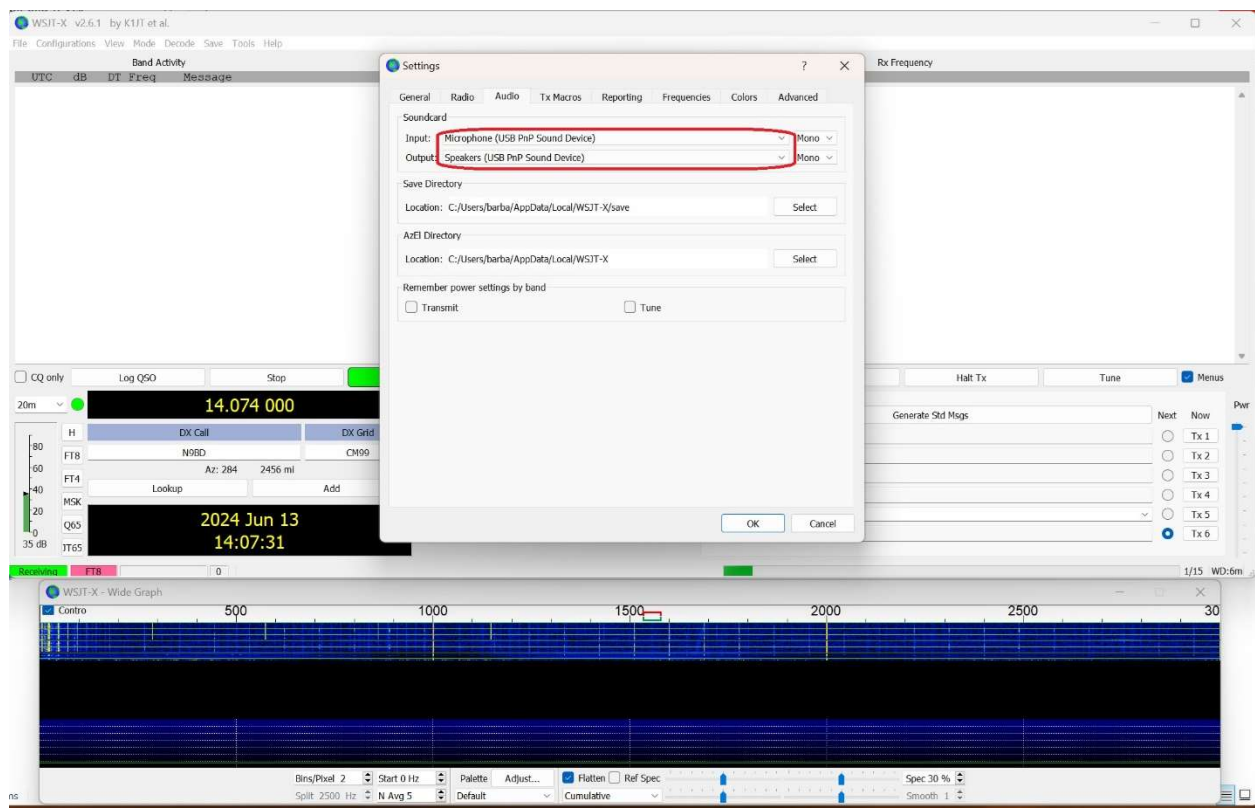 WSJT-X v2.6.1 by K1JT et al.
File Configurations View Mode Decode Save Tools Help
Band Activity
UTC dB DT Freq Message
Rx Frequency
Settings
General Radio Audio Tx Macros Reporting Frequencies Colors Advanced
Soundcard
Input: Microphone (USB PnP Sound Device) Mono
Output: Speakers (USB PnP Sound Device) Mono
Save Directory
Location: C:/Users/barba/AppData/Local/WSJT-X/save Select
AzEl Directory
Location: C:/Users/barba/AppData/Local/WSJT-X Select
Remember power settings by band
Transmit Tune
OK Cancel
CQ only Log QSO Stop Halt Tx Tune Menus
20m 14.074 000 Generate Std Msgs Next Now Pwr
H DX Call DX Grid Tx 1
FT8 N9BD CM99 Tx 2
Az: 284 2456 mi
FT4 Tx 3
Lookup Add
MSK Tx 4
Q65 2024 Jun 13 Tx 5
JT65 14:07:31 Tx 6
80
60
40
20
0
35 dB
Receiving FT8 0 1/15 WD:6m
WSJT-X - Wide Graph
Contro 500 1000 1500 2000 2500 30
Bins/Pixel 2 Start 0 Hz Palette Adjust... Flatten Ref Spec Spec 30 %
Split 2500 Hz N Avg 5 Default Cumulative Smooth 1
ns